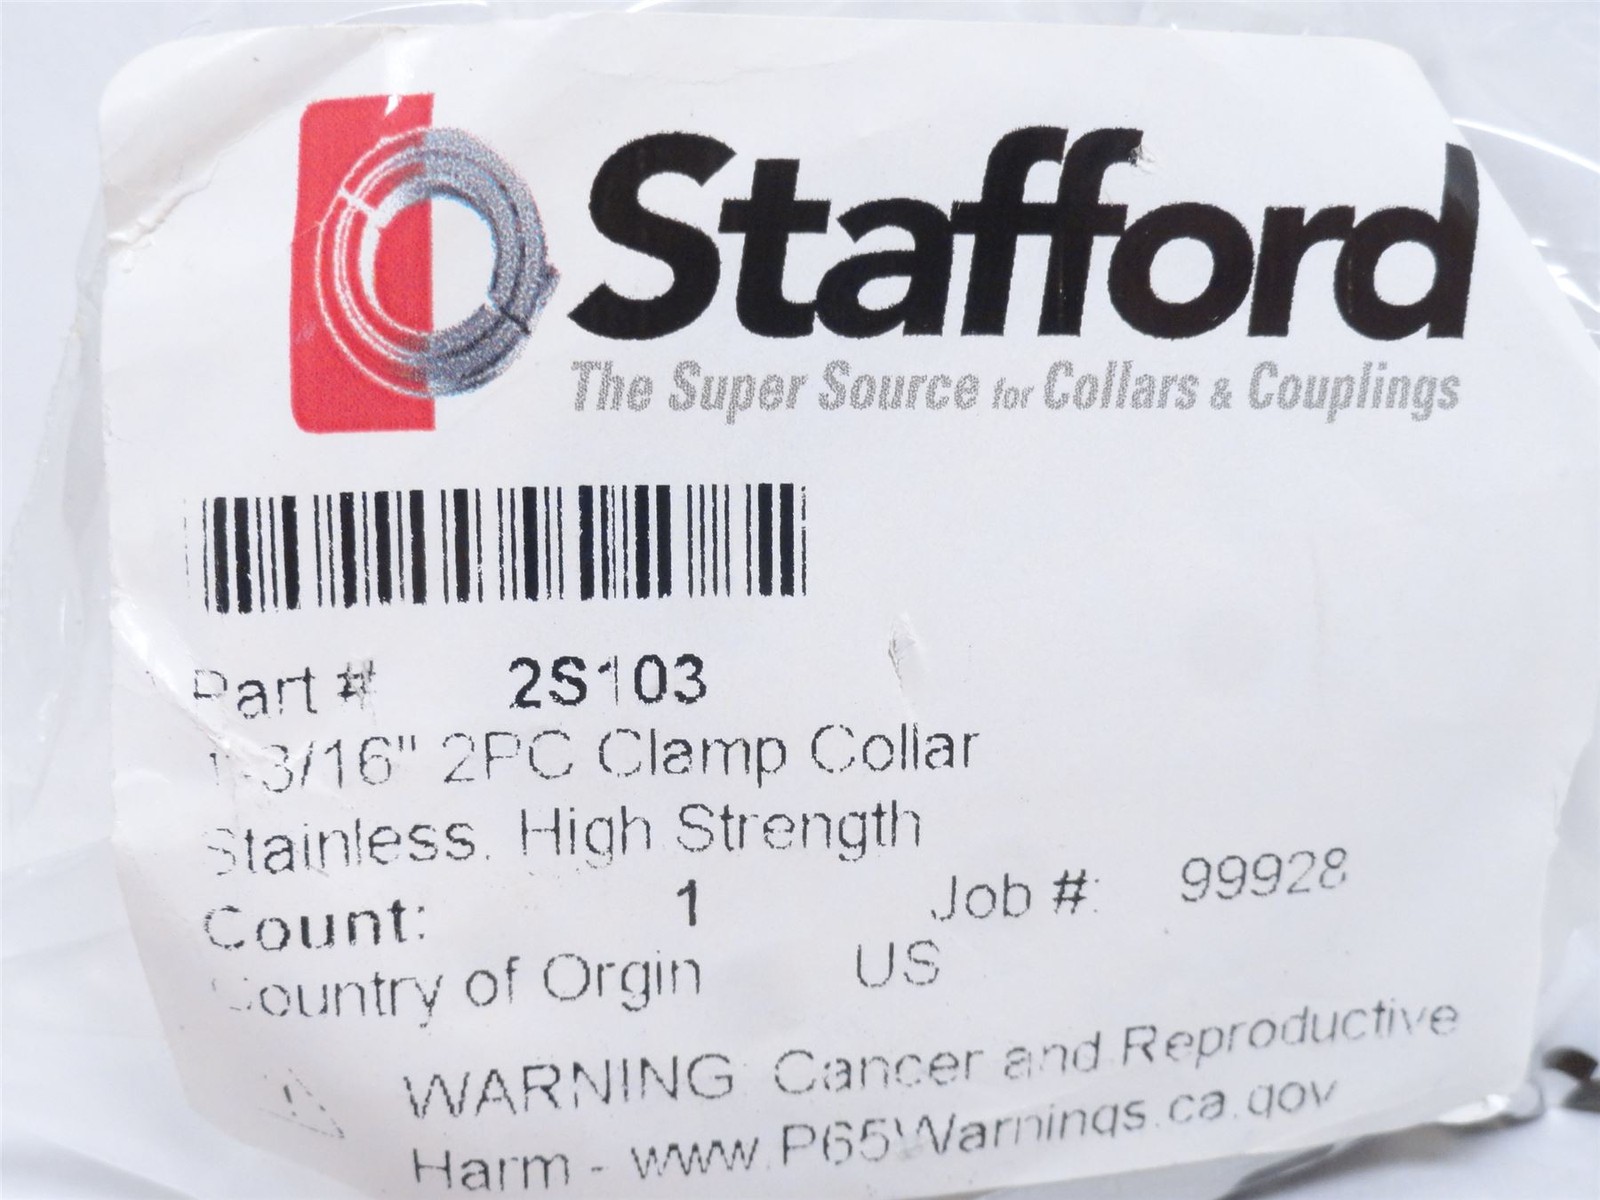 Stafford
The Super Source for Collars & Couplings
Part # 2S103
1-3/16" 2PC Clamp Collar
Stainless, High Strength
Count: 1 Job #: 99928
Country of Orgin US
WARNING: Cancer and Reproductive
Harm - www.P65Warnings.ca.gov